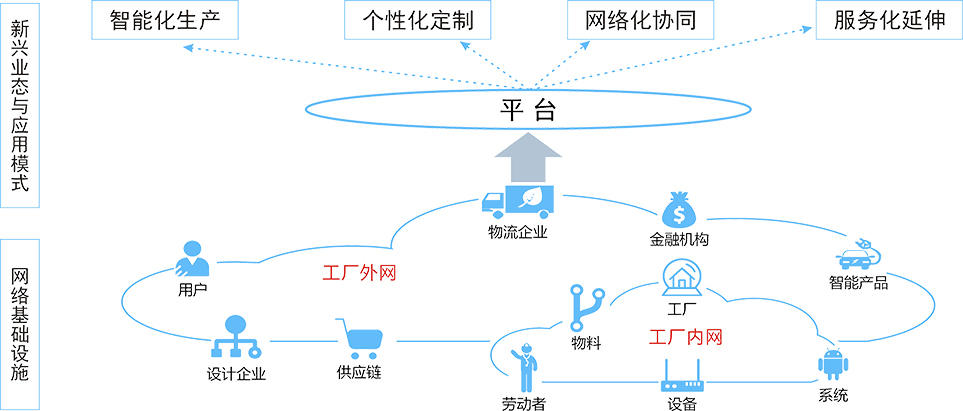 智能化生产
个性化定制
网络化协同
服务化延伸
新兴业态与应用模式
平台
物流企业
金融机构
用户
工厂外网
智能产品
网络基础设施
工厂
物料
工厂内网
设计企业
供应链
劳动者
设备
系统